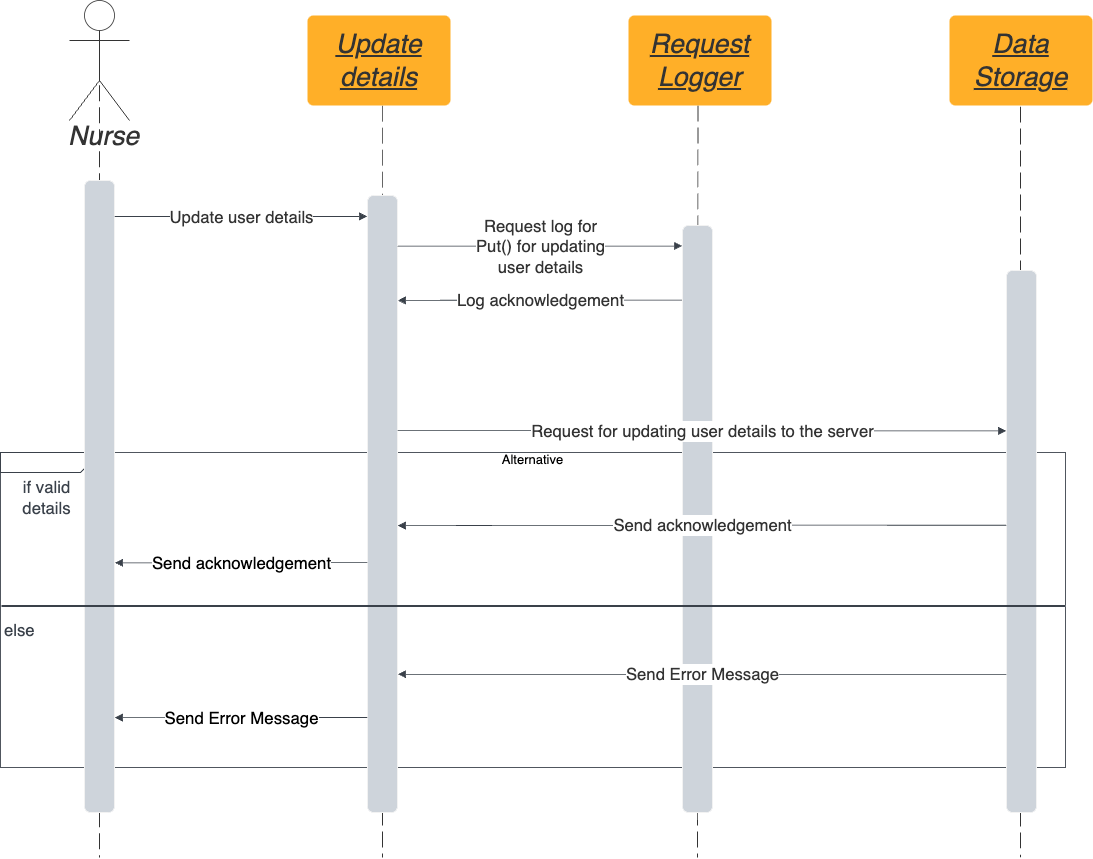 Update
details
Request
Logger
Data
Storage
Nurse
Update user details
Request log for
Put() for updating
user details
Log acknowledgement
Request for updating user details to the server
Alternative
if valid
details
Send acknowledgement
Send acknowledgement
else
Send Error Message
Send Error Message